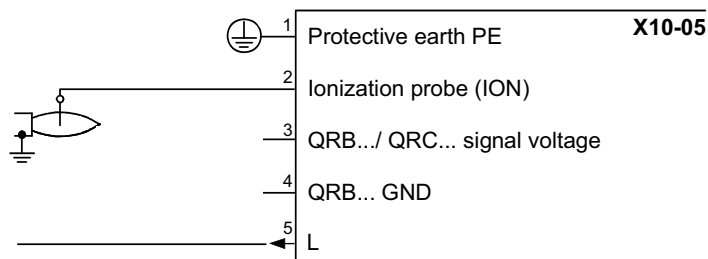 X10-05
1 Protective earth PE
2 Ionization probe (ION)
3 QRB.../ QRC... signal voltage
4 QRB... GND
5 L